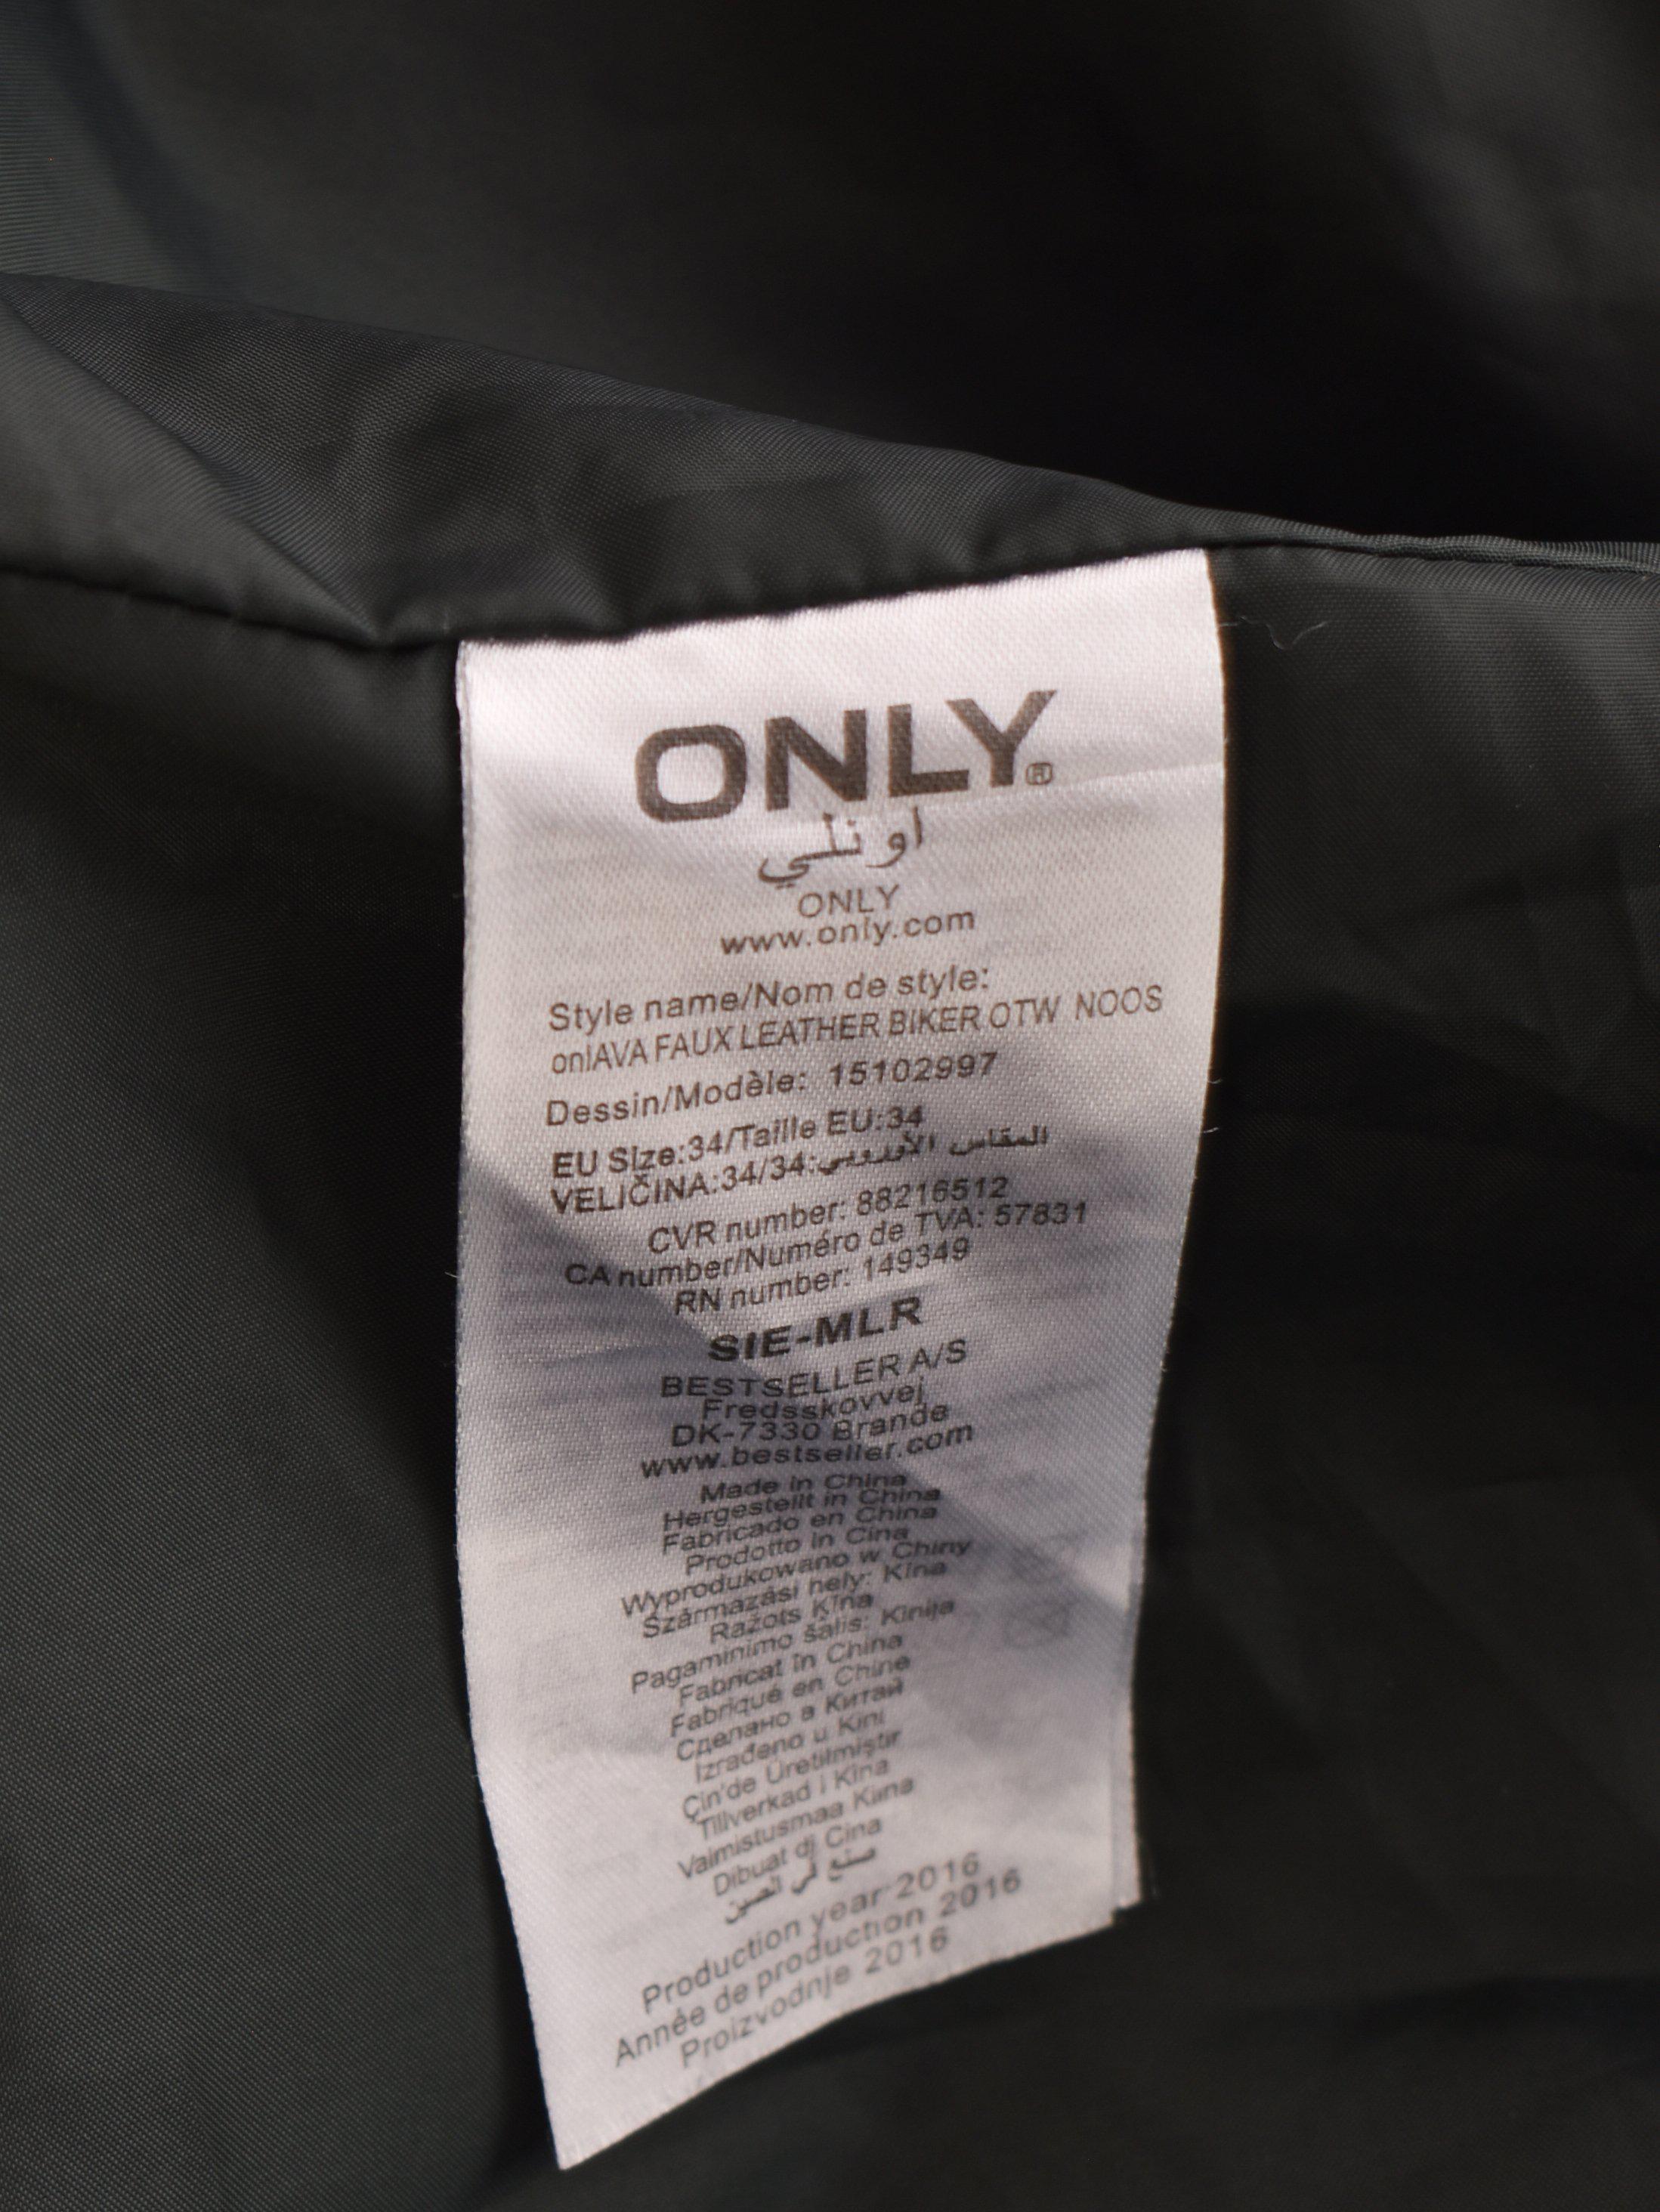 ONLY®
اونلي
ONLY
www.only.com
Style name/Nom de style:
onlAVA FAUX LEATHER BIKER OTW NOOS
Dessin/Modèle: 15102997
EU Size:34/Taille EU:34
VELIČINA:34/34:المقاس الأوروبي
CVR number: 88216512
CA number/Numéro de TVA: 57831
RN number: 149349
SIE-MLR
BESTSELLER A/S
Fredsskovvej
DK-7330 Brande
www.bestseller.com
Made in China
Hergestellt in China
Fabricado en China
Prodotto in Cina
Wyprodukowano w Chiny
Származási hely: Kína
Ražots Ķīna
Pagaminimo šalis: Kinija
Fabricat în China
Fabriqué en Chine
Сделано в Китай
Izrađeno u Kini
Çin'de Üretilmiştir
Tillverkad i Kina
Valmistusmaa Kiina
Dibuat di Cina
صنع في الصين
Production year 2016
Année de production 2016
Proizvodnje 2016